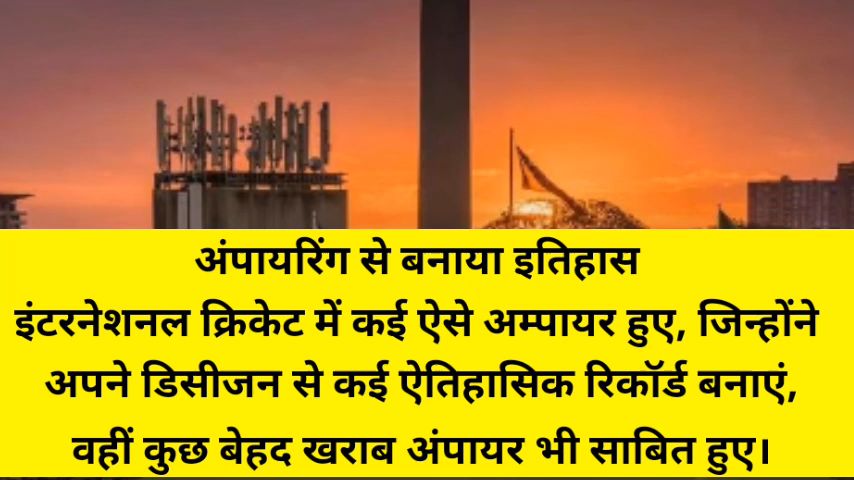 अंपायरिंग से बनाया इतिहास
इंटरनेशनल क्रिकेट में कई ऐसे अम्पायर हुए, जिन्होंने
अपने डिसीजन से कई ऐतिहासिक रिकॉर्ड बनाएं,
वहीं कुछ बेहद खराब अंपायर भी साबित हुए।